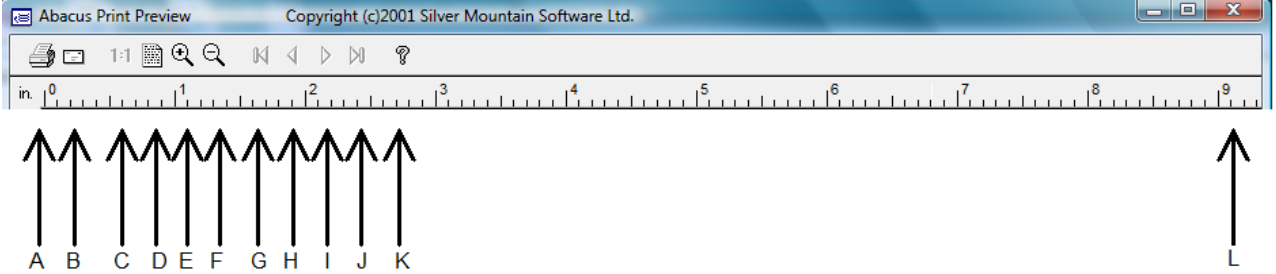 Abacus Print Preview Copyright (c)2001 Silver Mountain Software Ltd.
1:1 ?
in. 0 1 2 3 4 5 6 7 8 9
A B C D E F G H I J K L